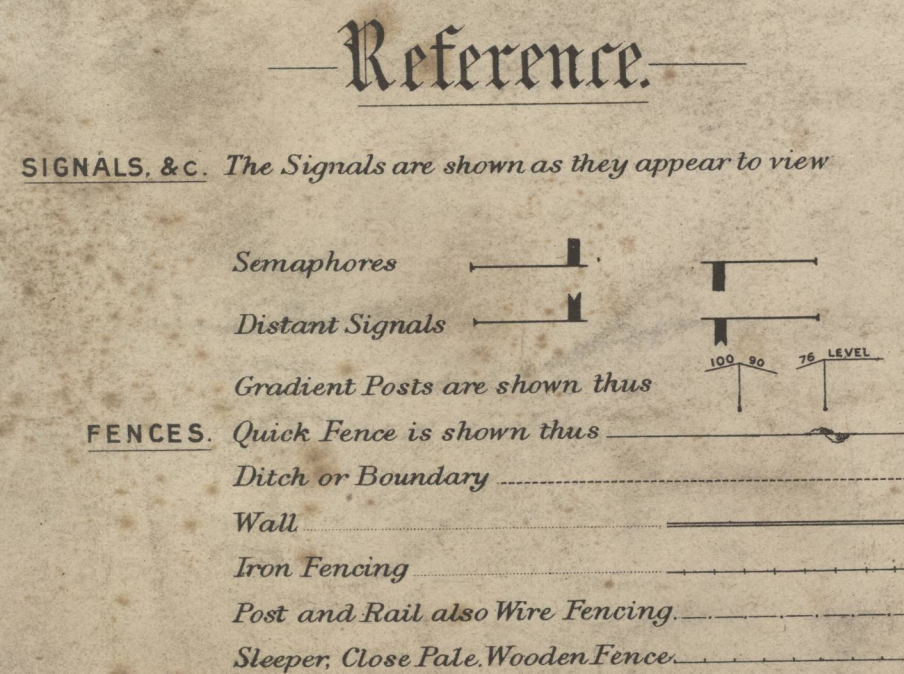 Reference.
SIGNALS, &c. The Signals are shown as they appear to view
Semaphores
Distant Signals
100 90 76 LEVEL
Gradient Posts are shown thus
FENCES. Quick Fence is shown thus
Ditch or Boundary
Wall
Iron Fencing
Post and Rail also Wire Fencing.
Sleeper, Close Pale, Wooden Fence